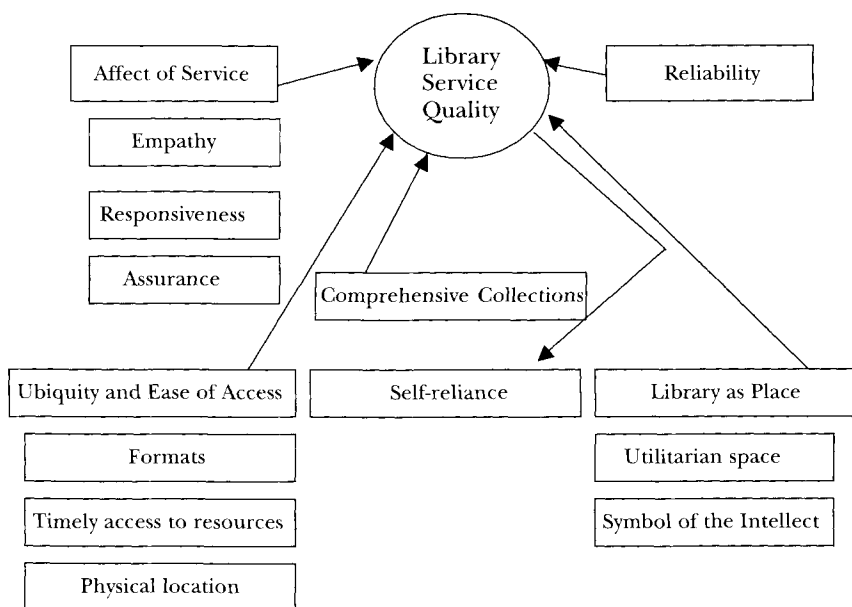 Affect of Service
Library
Service
Quality
Reliability
Empathy
Responsiveness
Assurance
Comprehensive Collections
Ubiquity and Ease of Access
Self-reliance
Library as Place
Formats
Utilitarian space
Timely access to resources
Symbol of the Intellect
Physical location